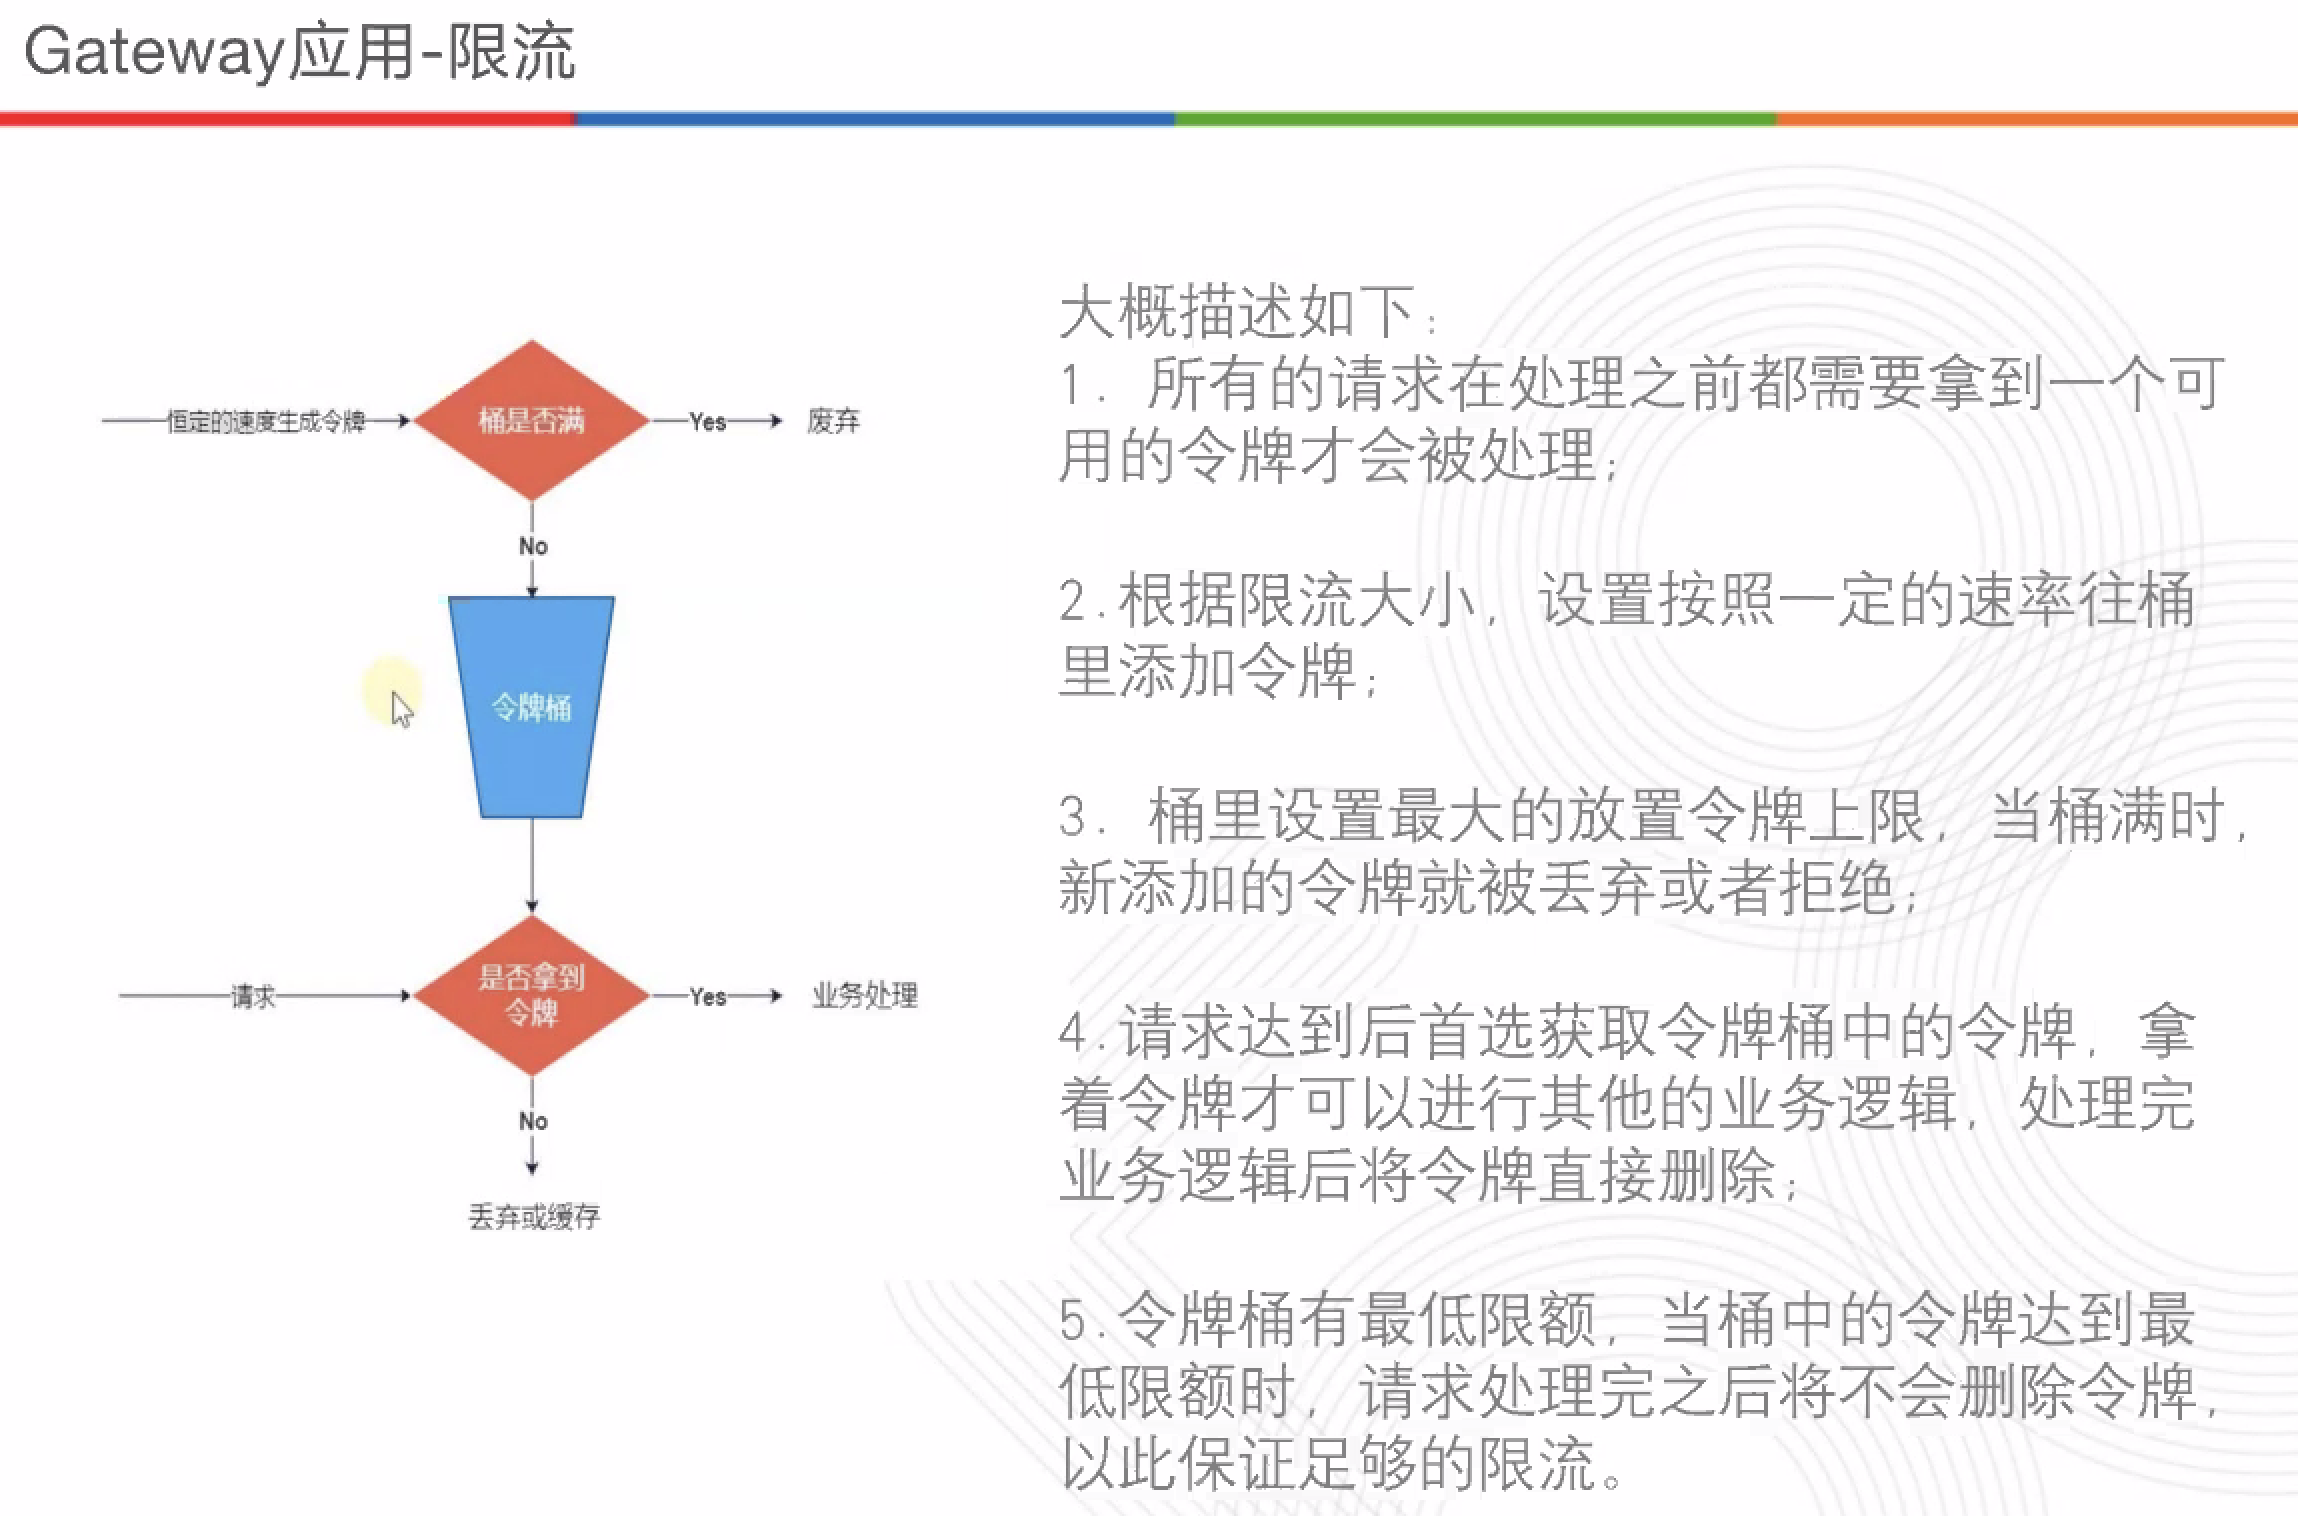 Gateway应用-限流
恒定的速度生成令牌
桶是否满
Yes
废弃
No
令牌桶
请求
是否拿到
令牌
Yes
业务处理
No
丢弃或缓存
大概描述如下：
1. 所有的请求在处理之前都需要拿到一个可
用的令牌才会被处理；
2.根据限流大小，设置按照一定的速率往桶
里添加令牌；
3. 桶里设置最大的放置令牌上限，当桶满时，
新添加的令牌就被丢弃或者拒绝；
4.请求达到后首选获取令牌桶中的令牌，拿
着令牌才可以进行其他的业务逻辑，处理完
业务逻辑后将令牌直接删除；
5.令牌桶有最低限额，当桶中的令牌达到最
低限额时，请求处理完之后将不会删除令牌，
以此保证足够的限流。